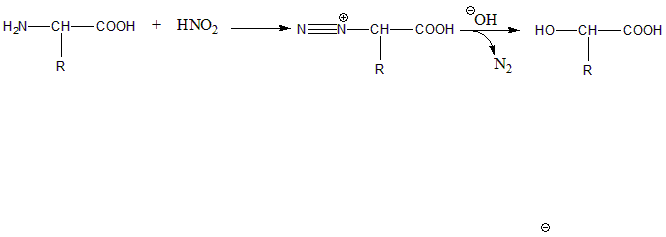 H₂N—CH—COOH + HNO₂ → N≡N⊕—CH—COOH ⊖OH → HO—CH—COOH
R R N₂ R
⊖